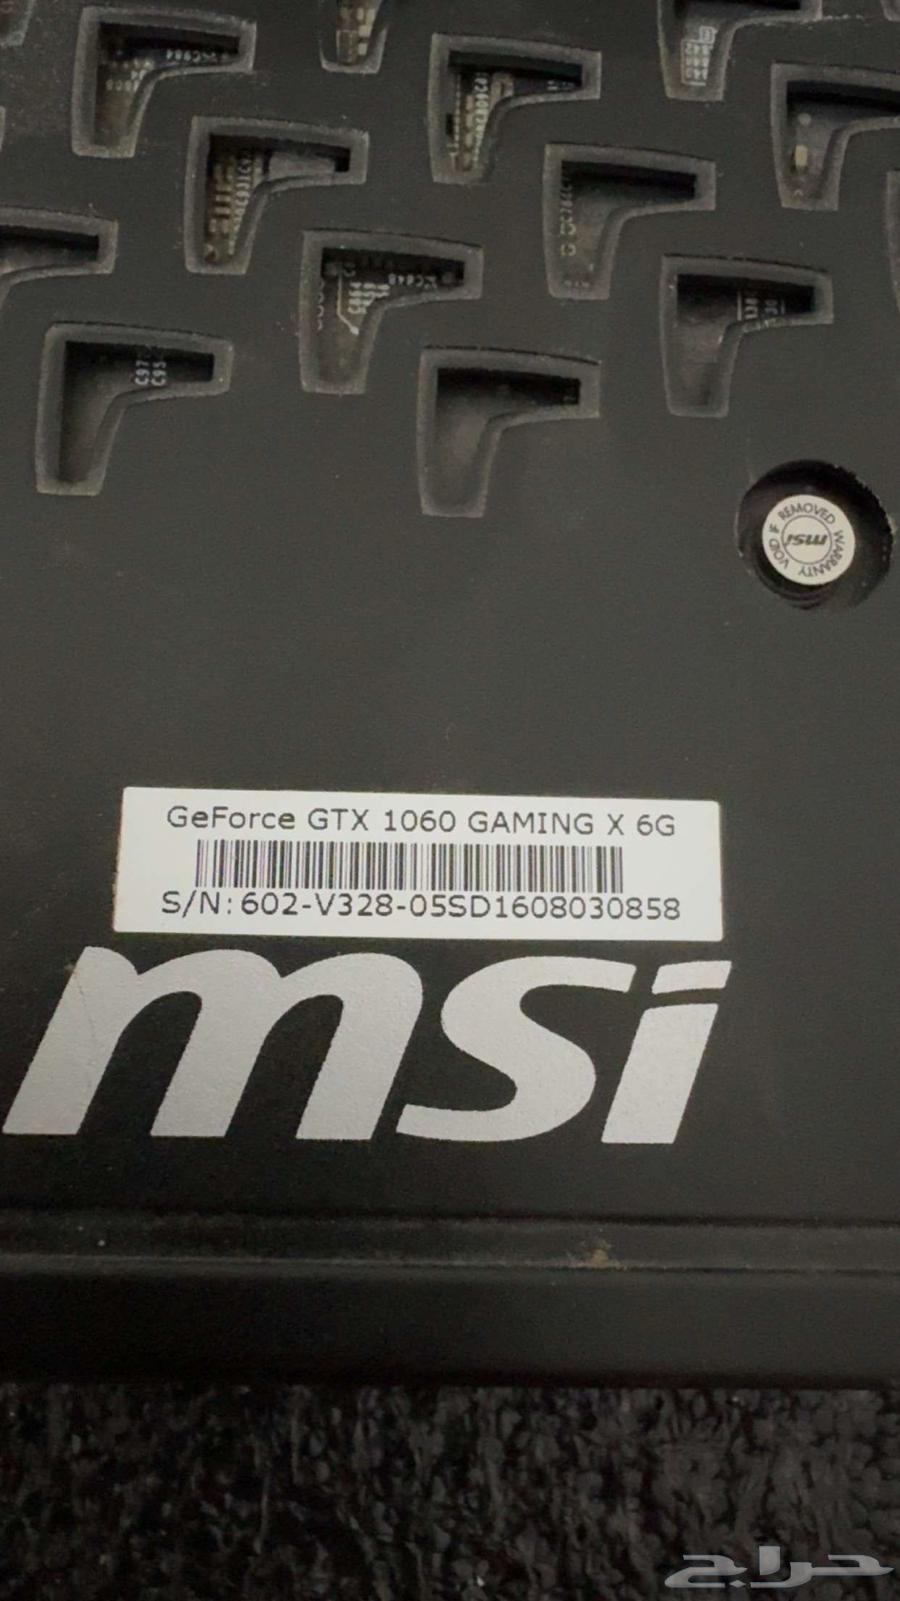 VOID IF REMOVED WARRANTY
msi
GeForce GTX 1060 GAMING X 6G
S/N:602-V328-05SD1608030858
msi
حراج